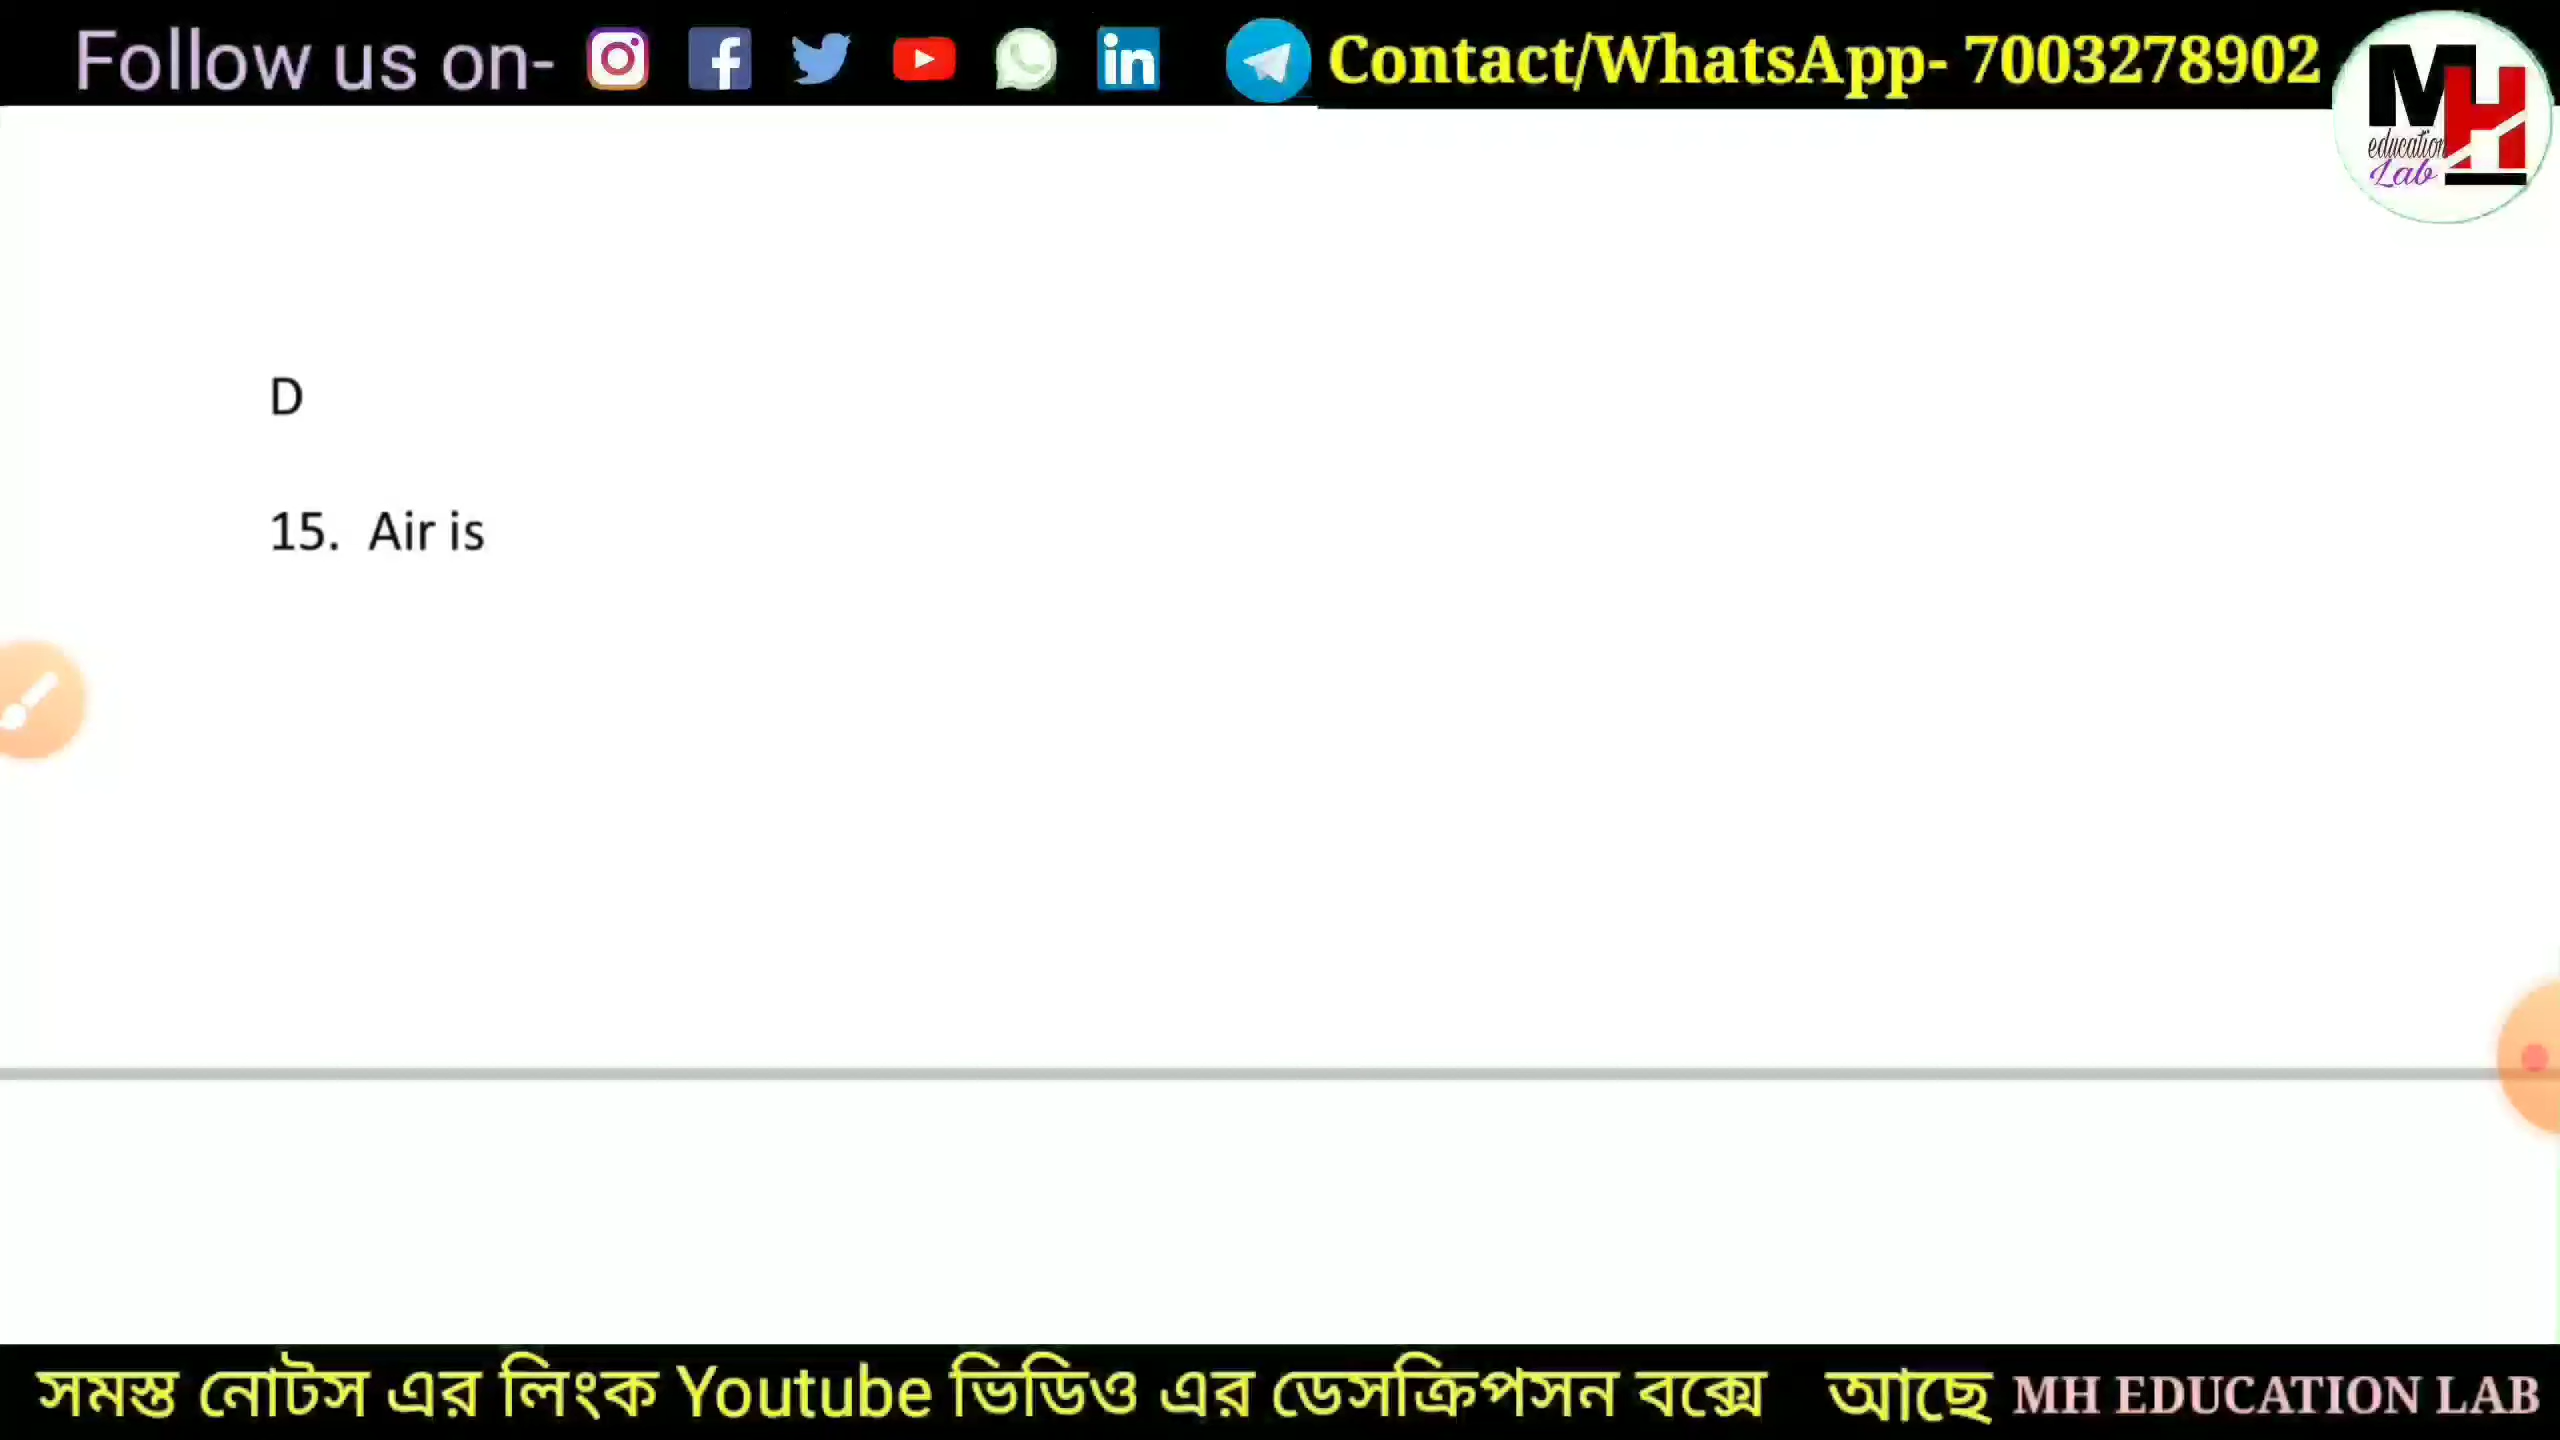 Follow us on- Contact/WhatsApp- 7003278902
MH
education
Lab
D
15. Air is
সমস্ত নোটস এর লিংক Youtube ভিডিও এর ডেসক্রিপসন বক্সে আছে MH EDUCATION LAB